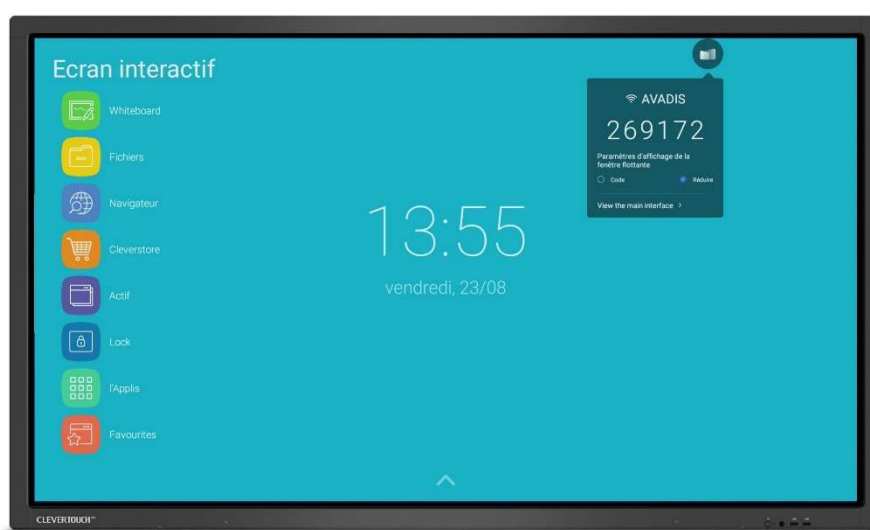 Ecran interactif
Whiteboard
Fichiers
Navigateur
Cleverstore
Actif
Lock
l'Applis
Favourites
13:55
vendredi, 23/08
AVADIS
269172
Paramètres d'affichage de la
fenêtre flottante
Code
Réduire
View the main interface >
CLEVERTOUCH™